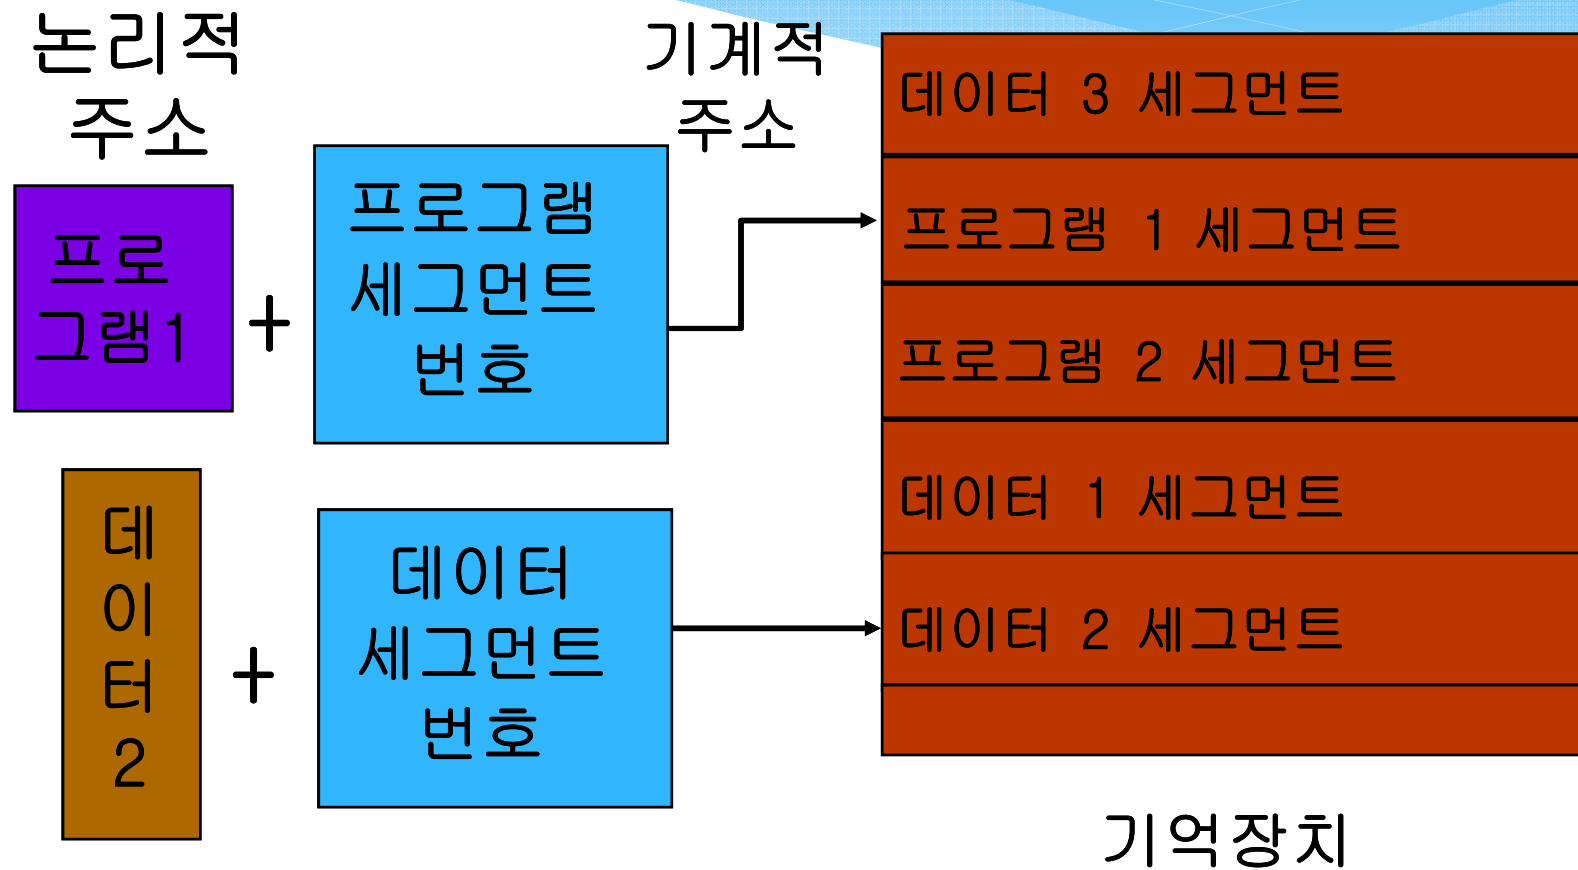 논리적
주소
기계적
주소
프로
그램1
+
프로그램
세그먼트
번호
데
이
터
2
+
데이터
세그먼트
번호
데이터 3 세그먼트
프로그램 1 세그먼트
프로그램 2 세그먼트
데이터 1 세그먼트
데이터 2 세그먼트
기억장치